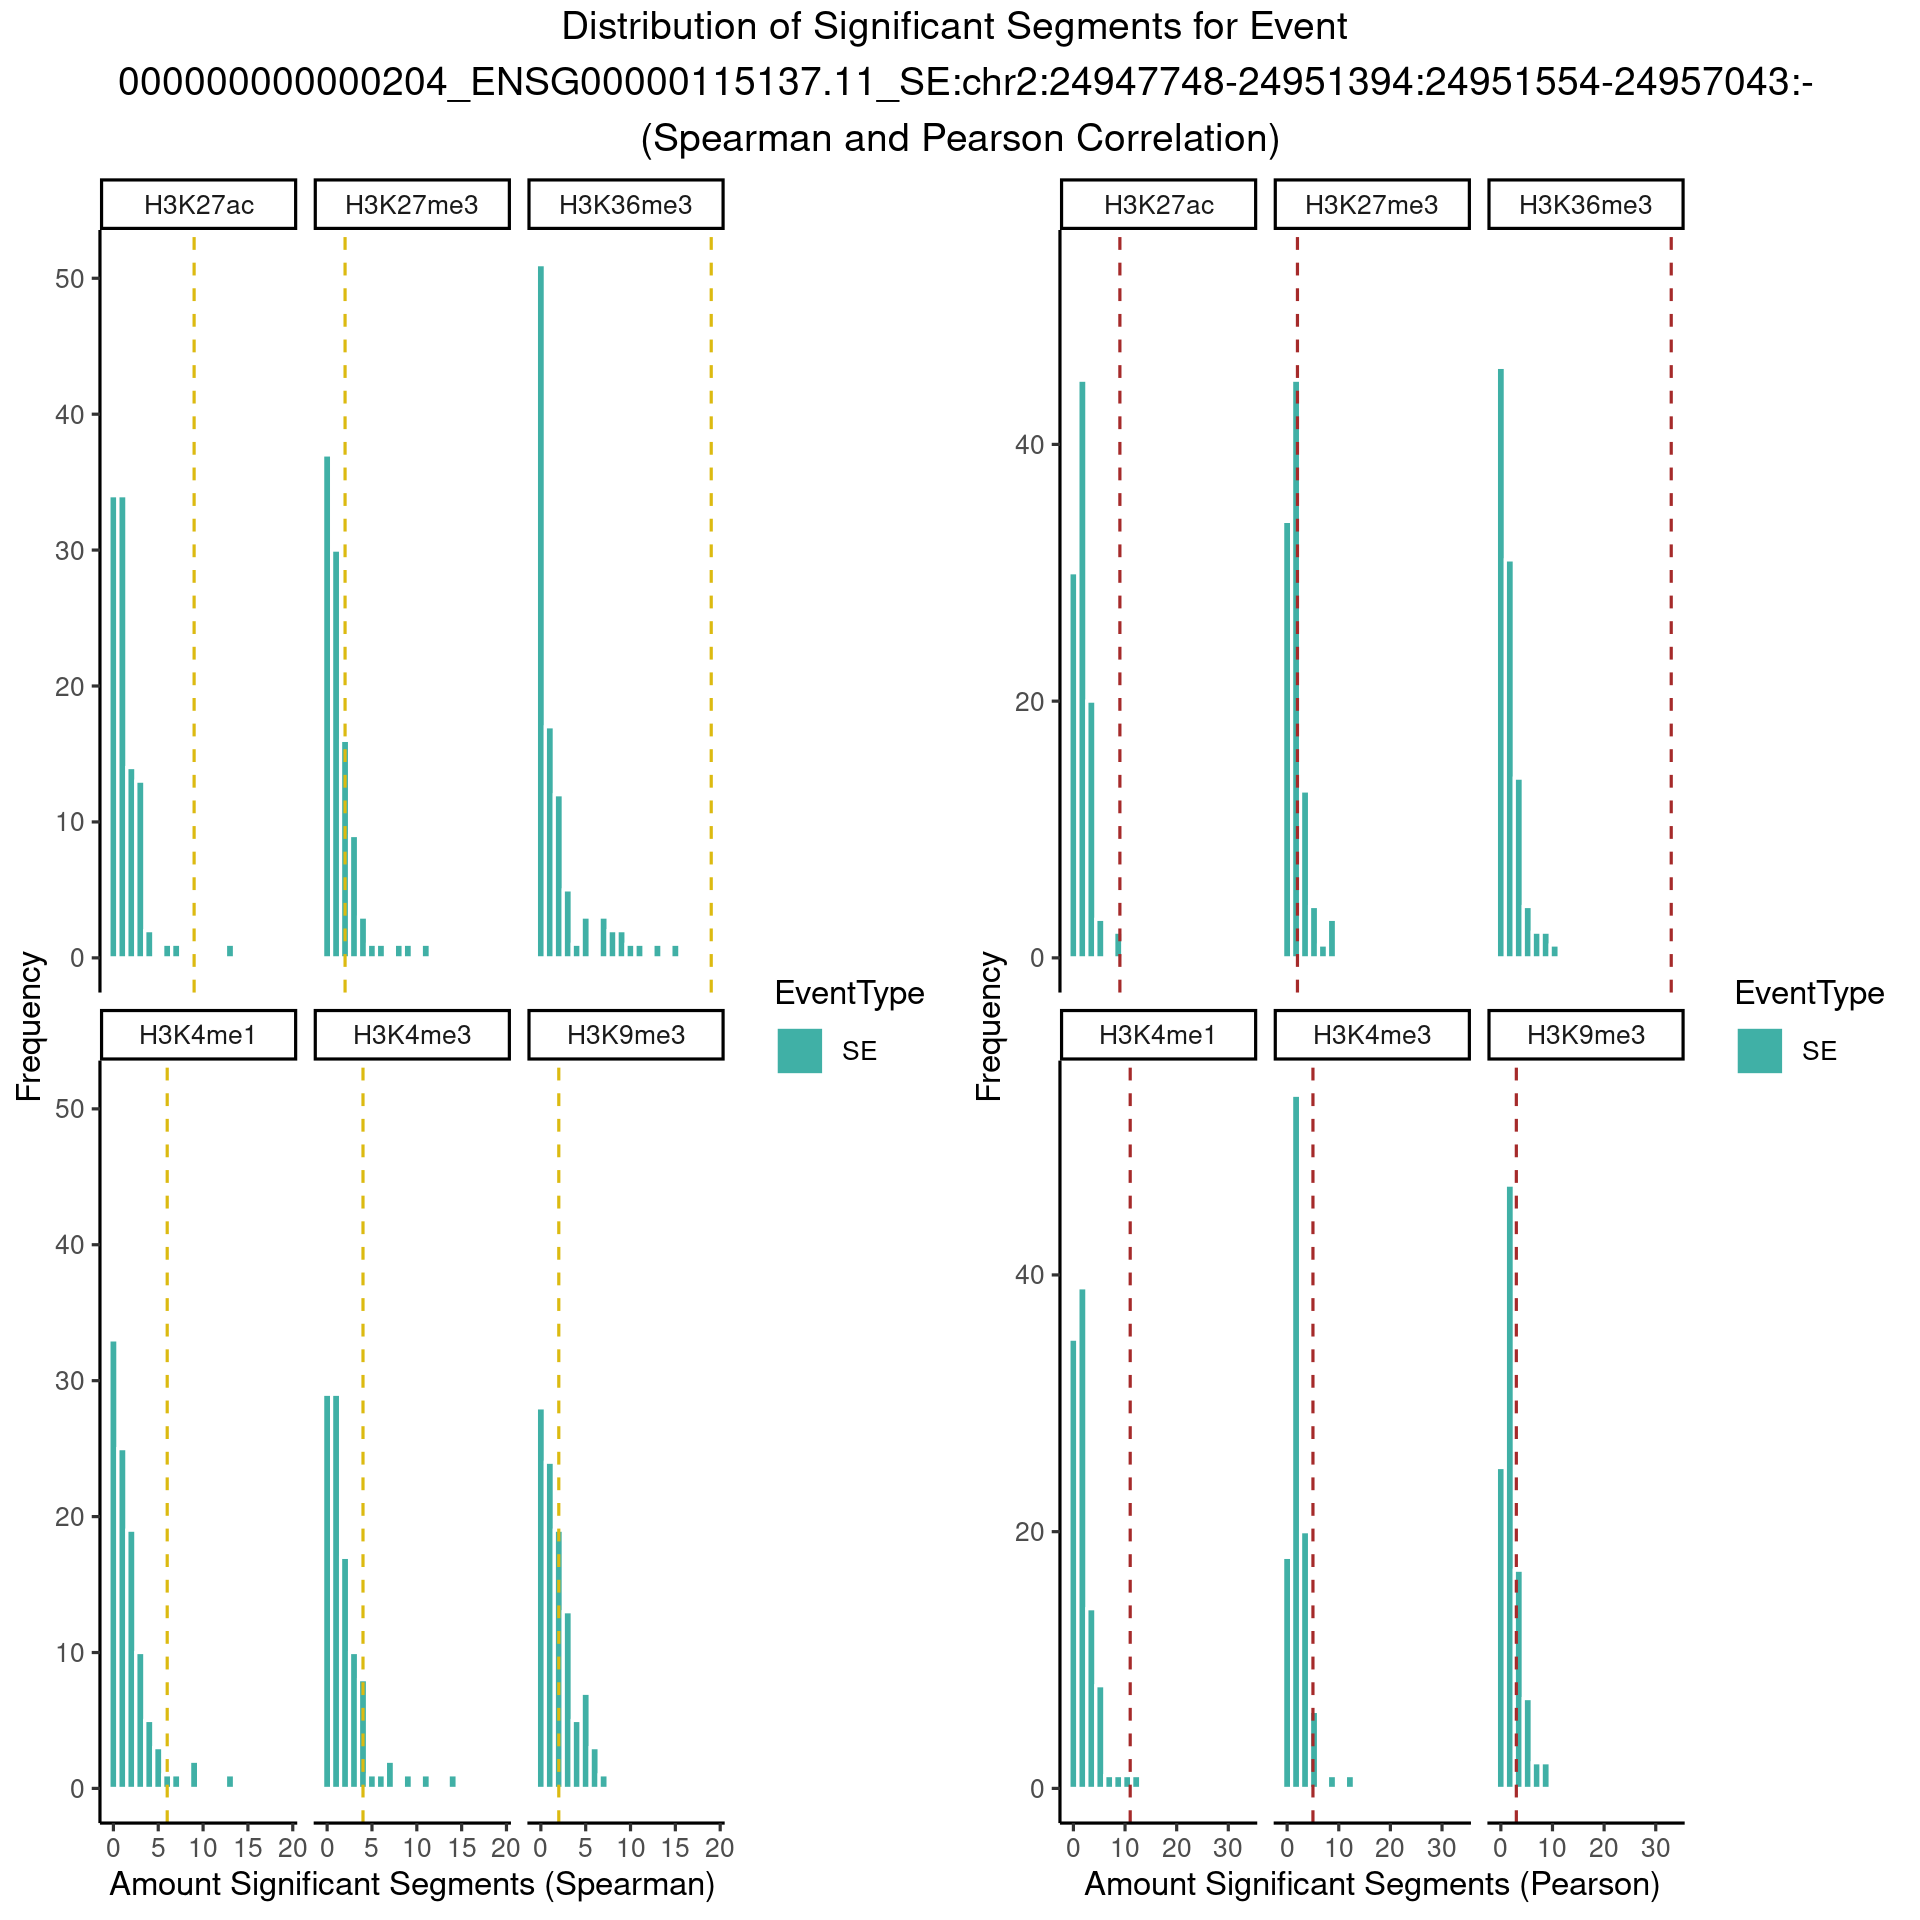 Distribution of Significant Segments for Event
000000000000204_ENSG00000115137.11_SE:chr2:24947748-24951394:24951554-24957043:-
(Spearman and Pearson Correlation)
H3K27ac H3K27me3 H3K36me3
50
40
30
20
10
0
H3K4me1 H3K4me3 H3K9me3
50
40
30
20
10
0
0 5 10 15 20 0 5 10 15 20 0 5 10 15 20
Amount Significant Segments (Spearman)
Frequency
EventType
SE
H3K27ac H3K27me3 H3K36me3
40
20
0
H3K4me1 H3K4me3 H3K9me3
40
20
0
0 10 20 30 0 10 20 30 0 10 20 30
Amount Significant Segments (Pearson)
Frequency
EventType
SE